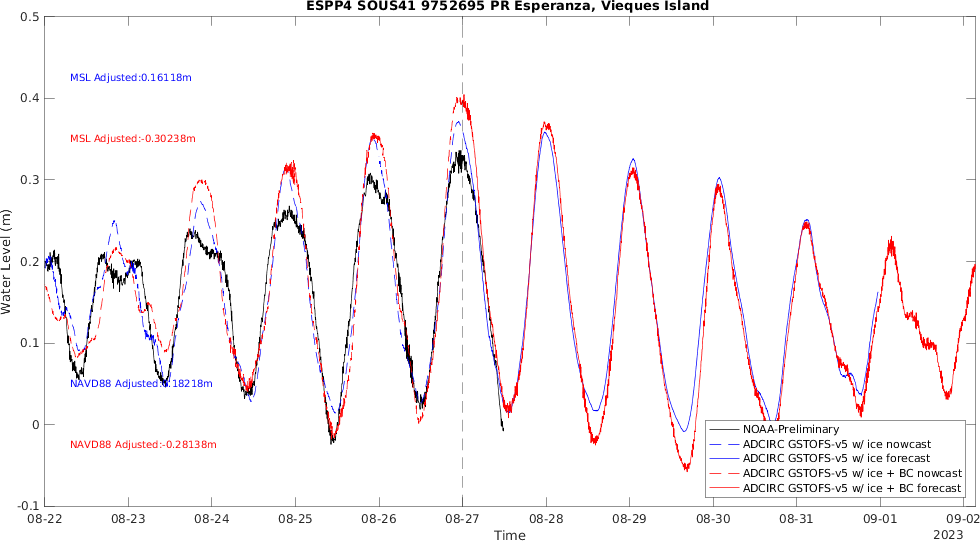 ESPP4 SOUS41 9752695 PR Esperanza, Vieques Island
0.5
0.4
0.3
0.2
0.1
0
-0.1
Water Level (m)
MSL Adjusted:0.16118m
MSL Adjusted:-0.30238m
NAVD88 Adjusted:0.18218m
NAVD88 Adjusted:-0.28138m
NOAA-Preliminary
ADCIRC GSTOFS-v5 w/ ice nowcast
ADCIRC GSTOFS-v5 w/ ice forecast
ADCIRC GSTOFS-v5 w/ ice + BC nowcast
ADCIRC GSTOFS-v5 w/ ice + BC forecast
08-22 08-23 08-24 08-25 08-26 08-27 08-28 08-29 08-30 08-31 09-01 09-02
Time
2023